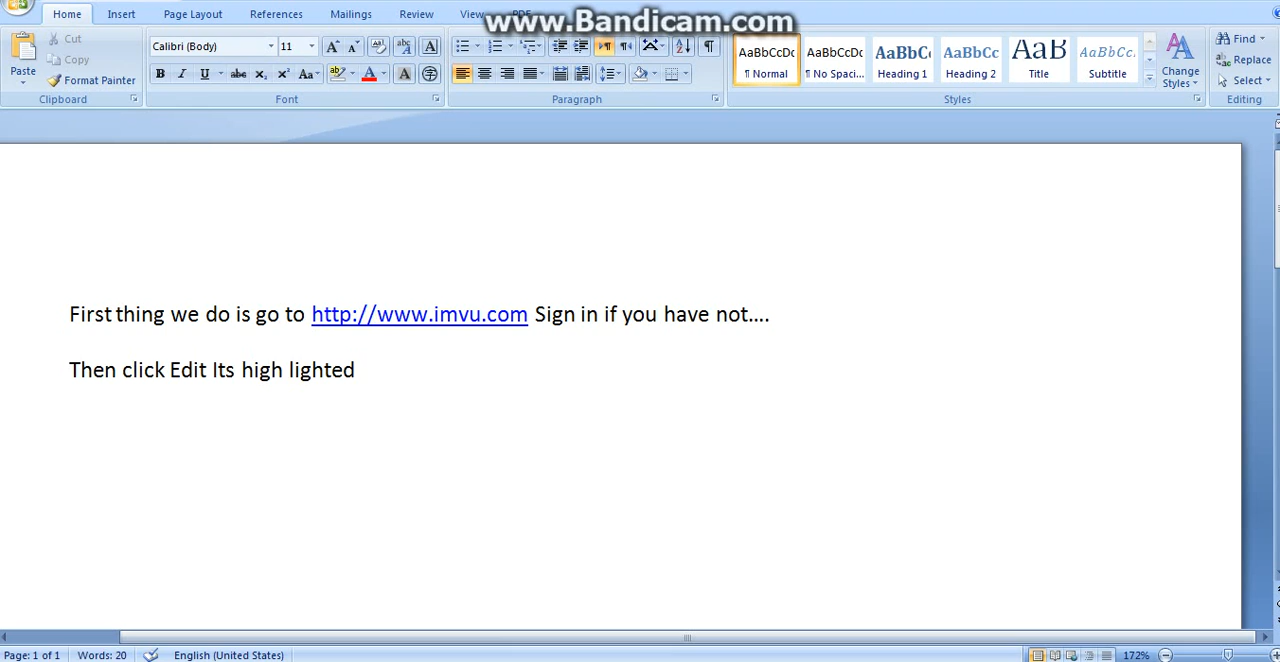 Home Insert Page Layout References Mailings Review View
www.Bandicam.com
Cut
Copy
Paste
Format Painter
Clipboard
Calibri (Body) 11
Font
Paragraph
AaBbCcDc AaBbCcDc AaBbC AaBbCc AaB AaBbCc.
¶ Normal ¶ No Spaci... Heading 1 Heading 2 Title Subtitle
Change
Styles
Styles
Find
Replace
Select
Editing
First thing we do is go to http://www.imvu.com Sign in if you have not....
Then click Edit Its high lighted
Page: 1 of 1 Words: 20 English (United States) 172%